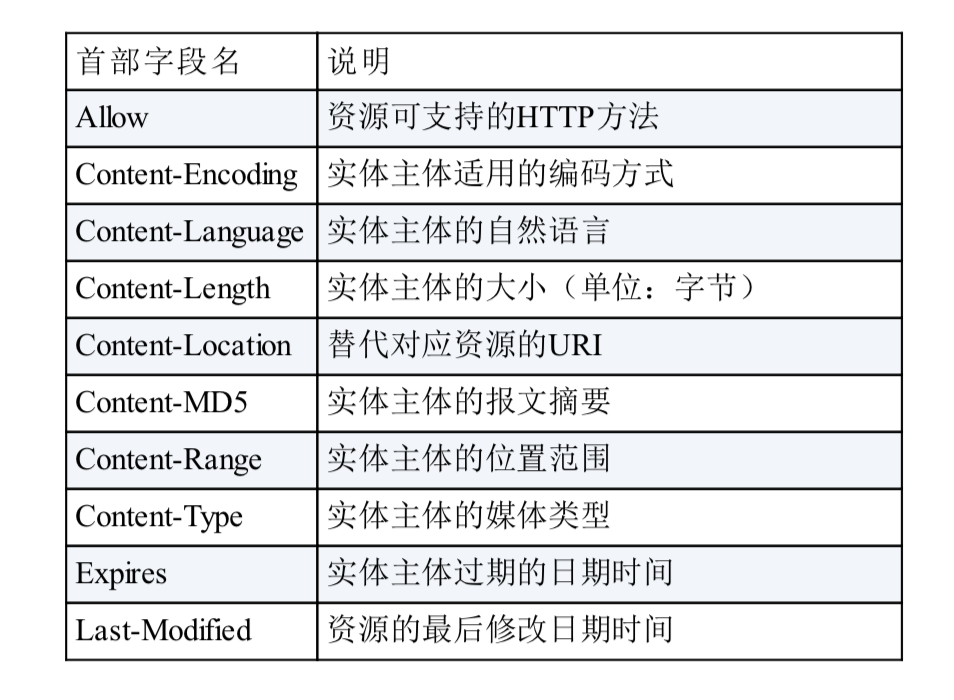 首部字段名 说明
Allow 资源可支持的HTTP方法
Content-Encoding 实体主体适用的编码方式
Content-Language 实体主体的自然语言
Content-Length 实体主体的大小（单位：字节）
Content-Location 替代对应资源的URI
Content-MD5 实体主体的报文摘要
Content-Range 实体主体的位置范围
Content-Type 实体主体的媒体类型
Expires 实体主体过期的日期时间
Last-Modified 资源的最后修改日期时间